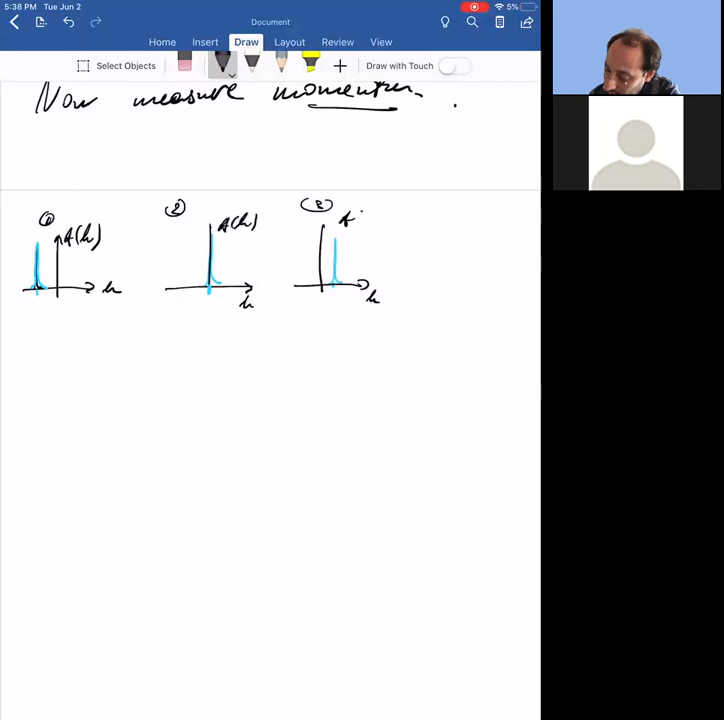 5:38 PM Tue Jun 2
5%
Document
Home Insert Draw Layout Review View
Select Objects
Draw with Touch
Now measure momentum.
① ② ③
A(k) A(k) A
k k k